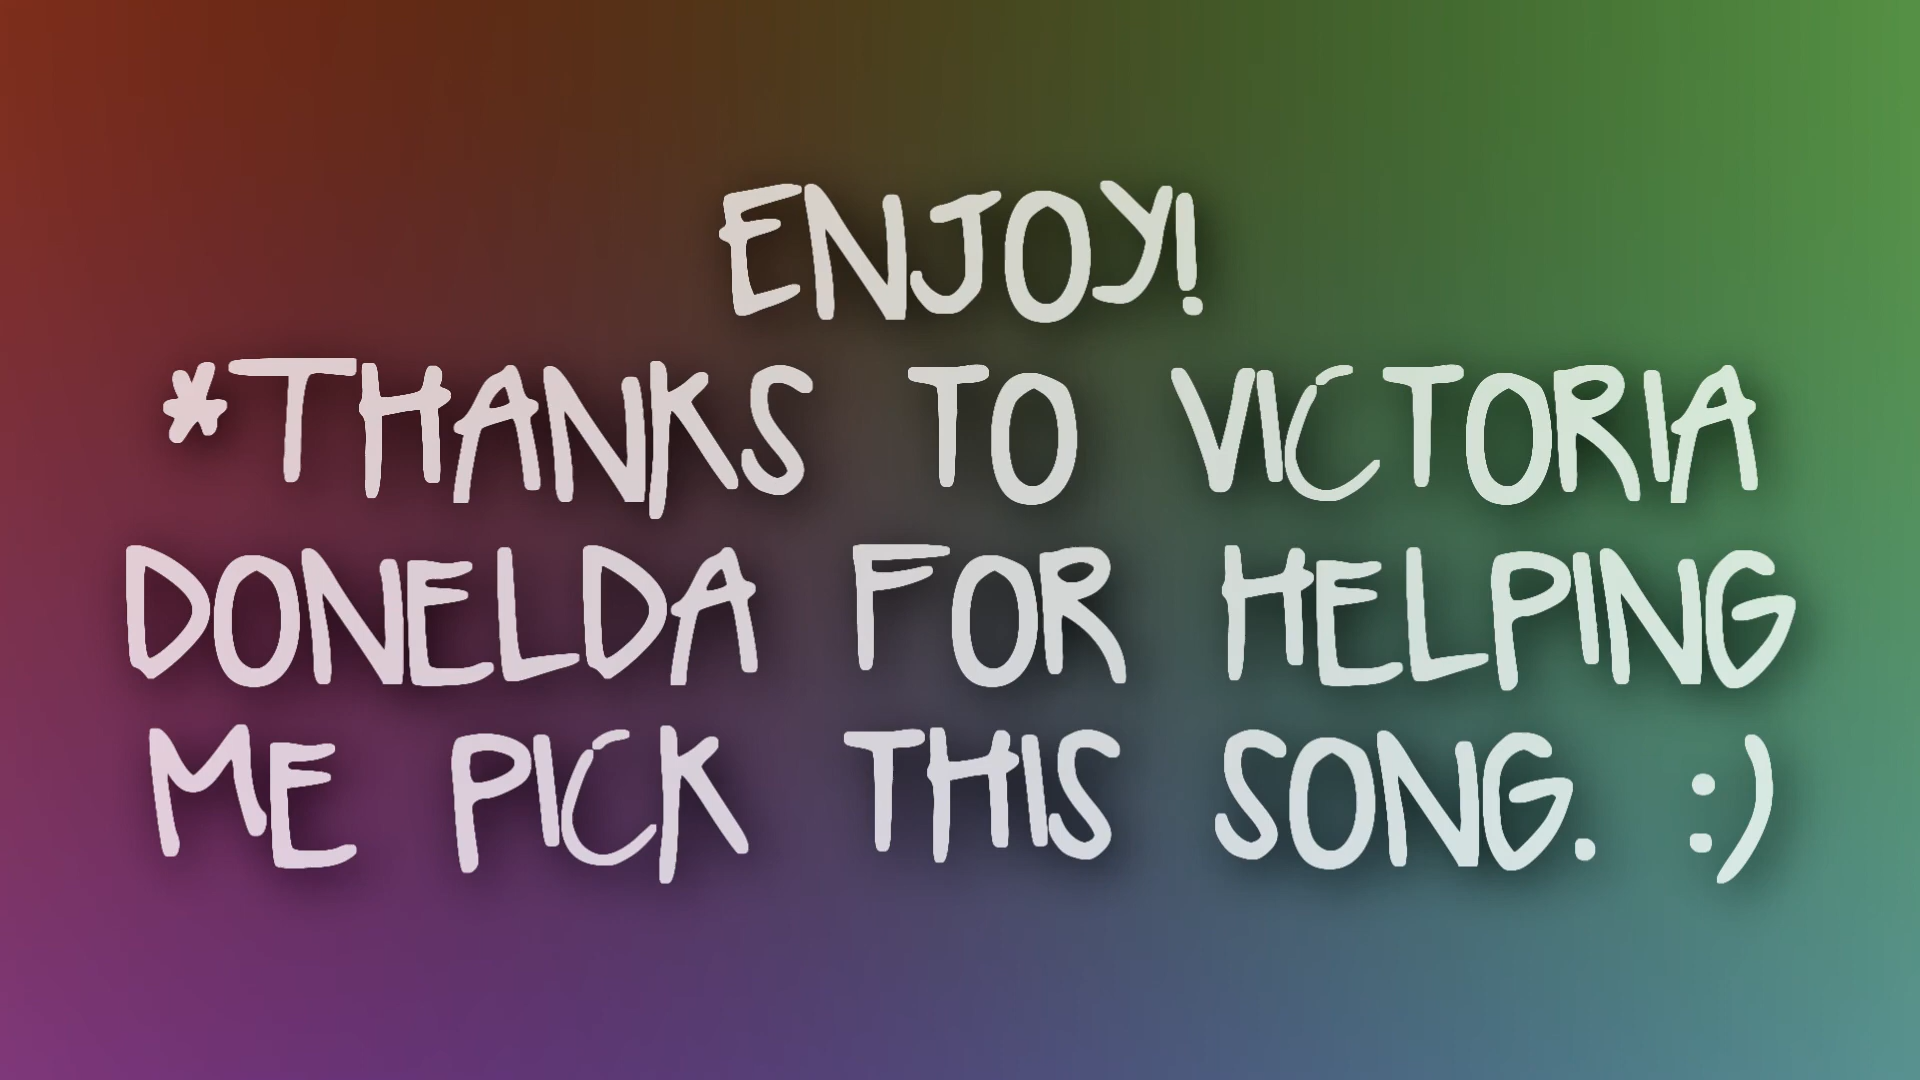 ENJOY!
*THANKS TO VICTORIA
DONELDA FOR HELPING
ME PICK THIS SONG. :)